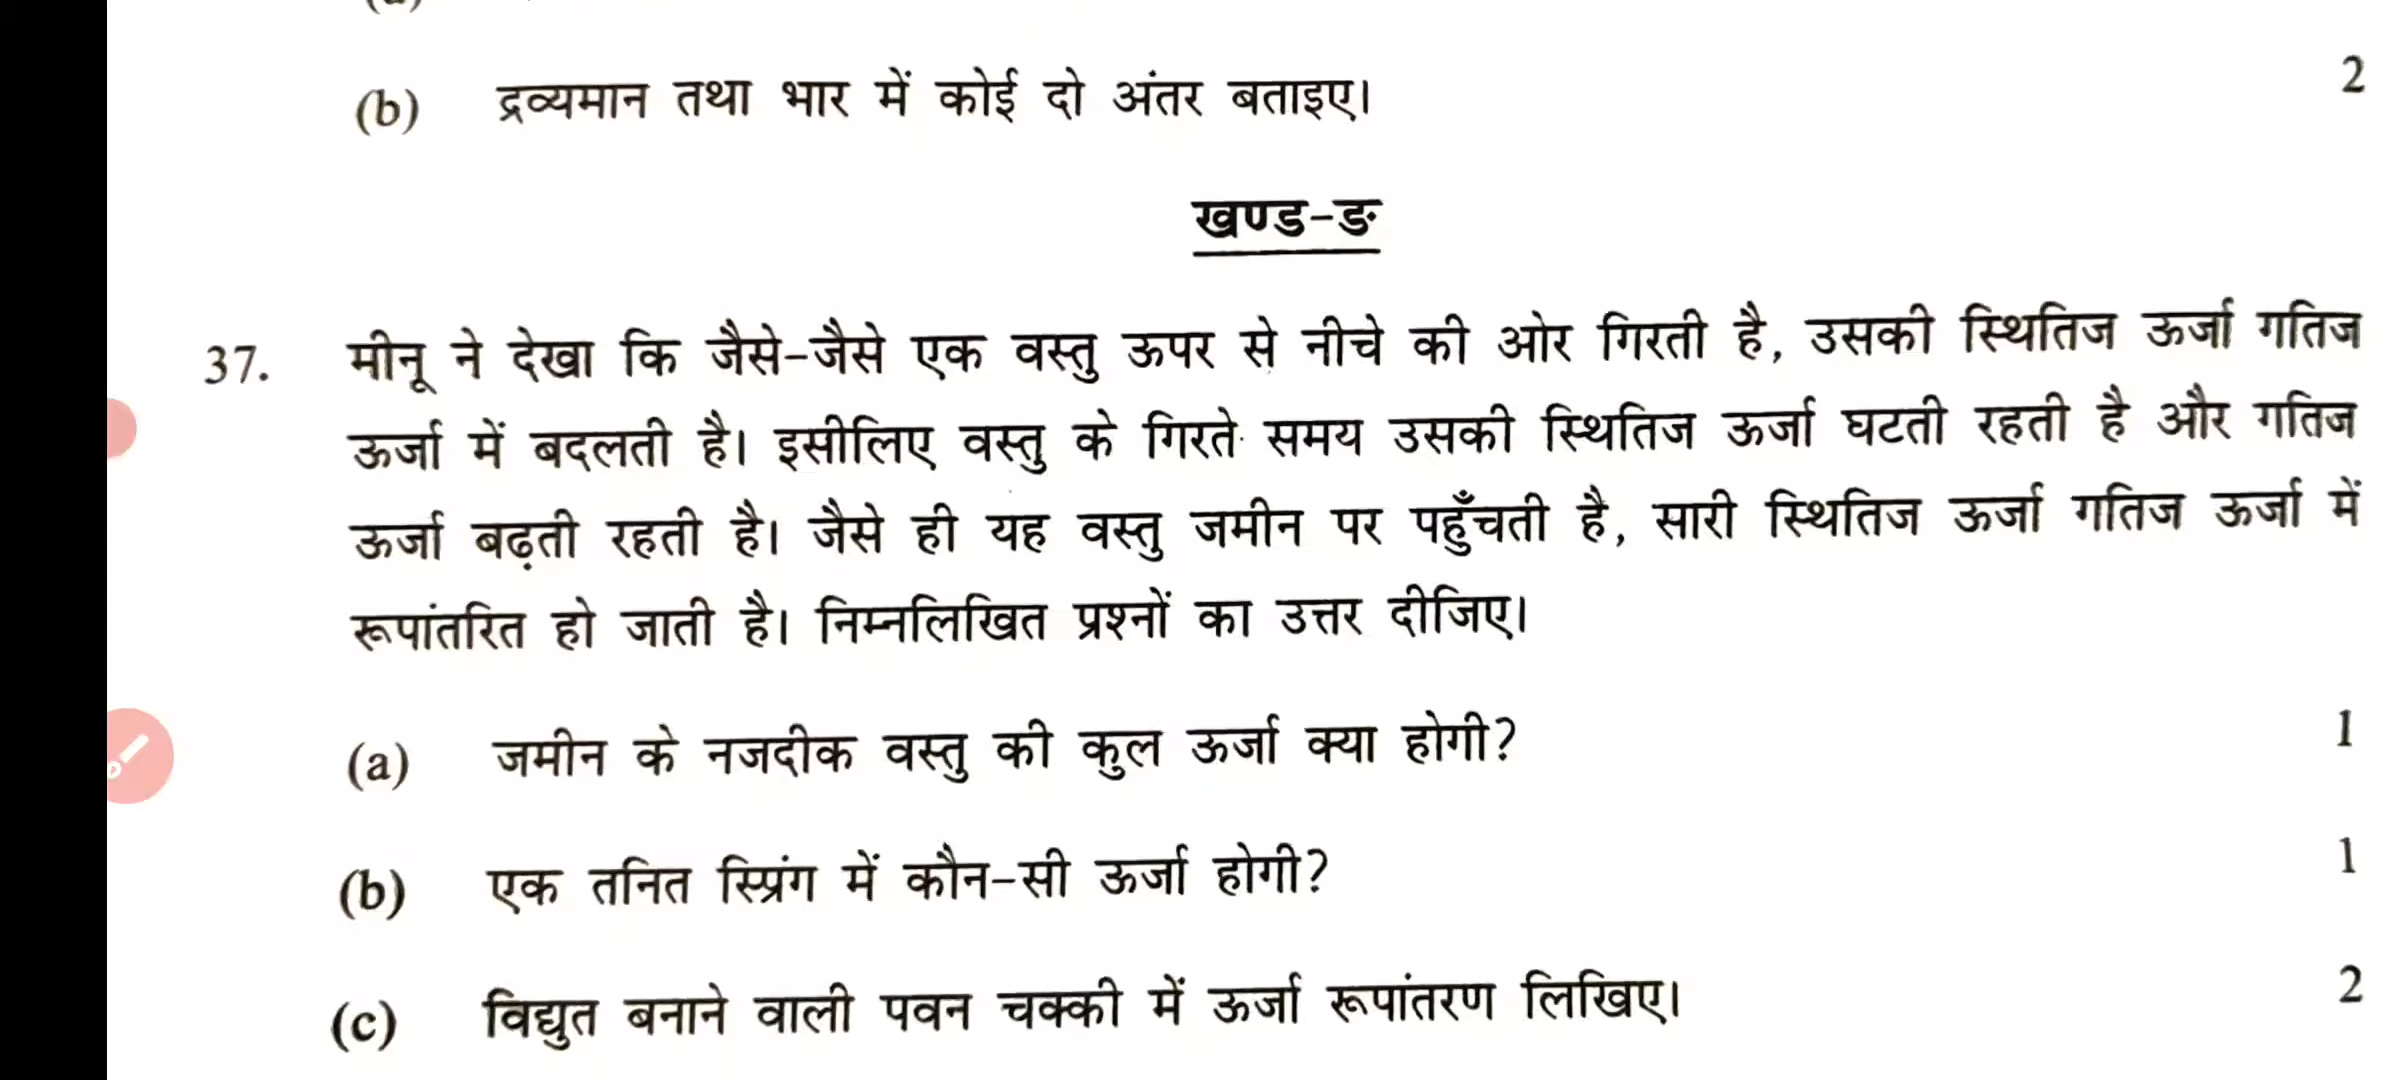 (b) द्रव्यमान तथा भार में कोई दो अंतर बताइए। 2
खण्ड-ङ
37. मीनू ने देखा कि जैसे-जैसे एक वस्तु ऊपर से नीचे की ओर गिरती है, उसकी स्थितिज ऊर्जा गतिज
ऊर्जा में बदलती है। इसीलिए वस्तु के गिरते समय उसकी स्थितिज ऊर्जा घटती रहती है और गतिज
ऊर्जा बढ़ती रहती है। जैसे ही यह वस्तु जमीन पर पहुँचती है, सारी स्थितिज ऊर्जा गतिज ऊर्जा में
रूपांतरित हो जाती है। निम्नलिखित प्रश्नों का उत्तर दीजिए।
(a) जमीन के नजदीक वस्तु की कुल ऊर्जा क्या होगी? 1
(b) एक तनित स्प्रिंग में कौन-सी ऊर्जा होगी? 1
(c) विद्युत बनाने वाली पवन चक्की में ऊर्जा रूपांतरण लिखिए। 2